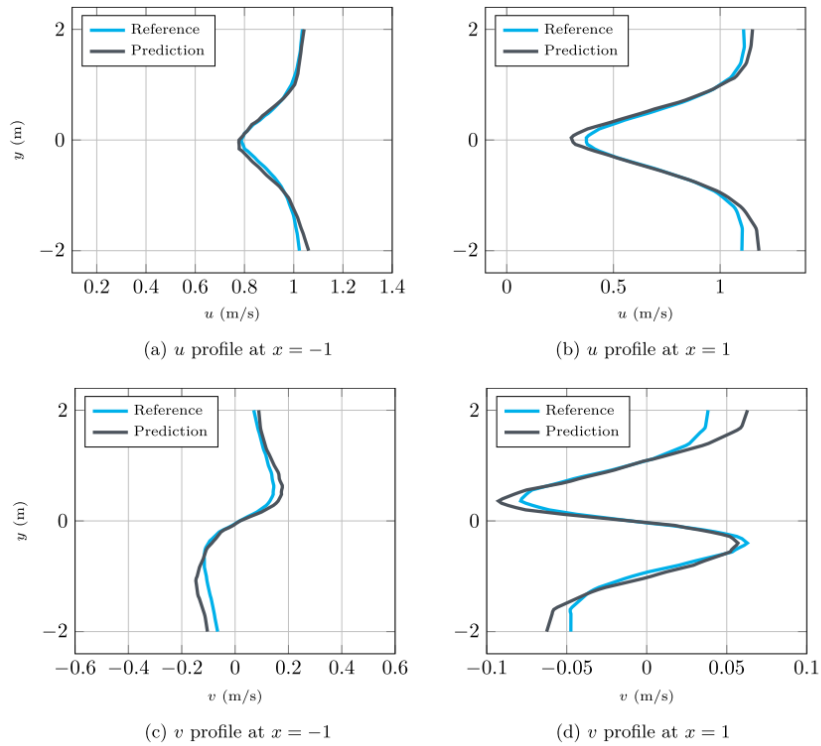 2
0
−2
y (m)
Reference
Prediction
0.2 0.4 0.6 0.8 1 1.2 1.4
u (m/s)
(a) u profile at x = −1
2
0
−2
Reference
Prediction
0 0.5 1
u (m/s)
(b) u profile at x = 1
2
0
−2
y (m)
Reference
Prediction
−0.6 −0.4 −0.2 0 0.2 0.4 0.6
v (m/s)
(c) v profile at x = −1
2
0
−2
Reference
Prediction
−0.1 −0.05 0 0.05 0.1
v (m/s)
(d) v profile at x = 1